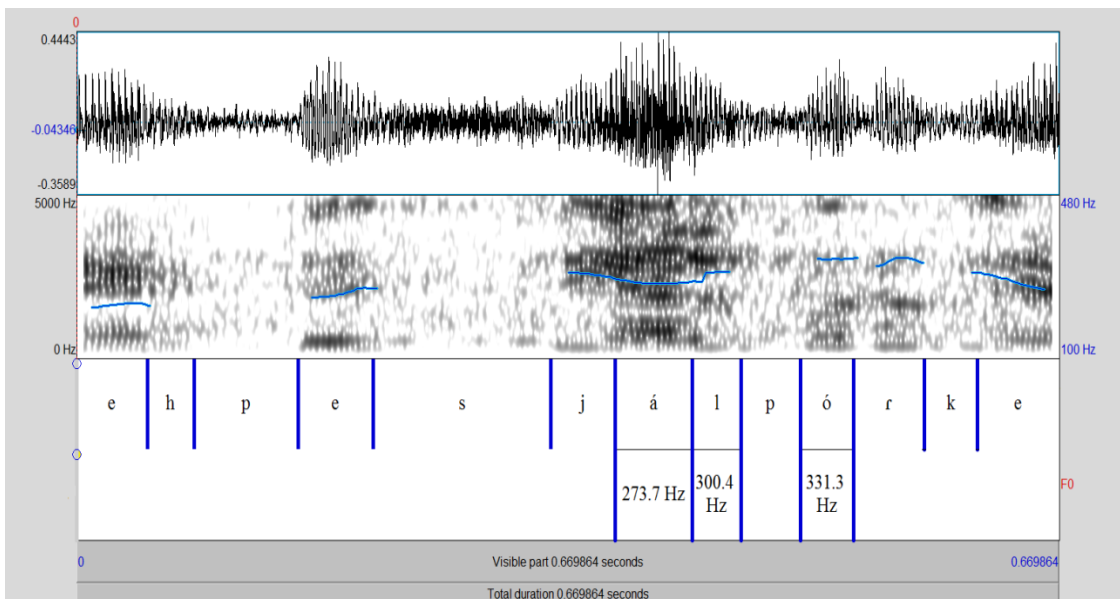 0
0.4443
-0.04346
-0.3589
5000 Hz
480 Hz
0 Hz
100 Hz
e h p e s j á l p ó ɾ k e
273.7 Hz
300.4 Hz
331.3 Hz
F0
0
Visible part 0.669864 seconds
0.669864
Total duration 0.669864 seconds